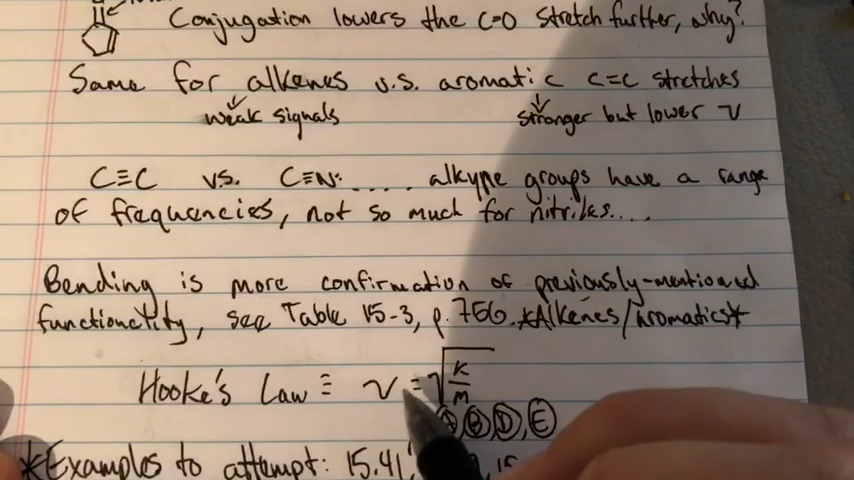 Conjugation lowers the C=O stretch further, why?
Same for alkenes v.s. aromatic C=C stretches
weak signals stronger but lower ν
C≡C vs. C≡N: .... alkyne groups have a range
of frequencies, not so much for nitriles....
Bending is more confirmation of previously-mentioned
functionality, see Table 15-3, p.756. *Alkenes/Aromatics*
Hooke's Law ≡ ν = √K/m
B, D, E
*Examples to attempt: 15.41